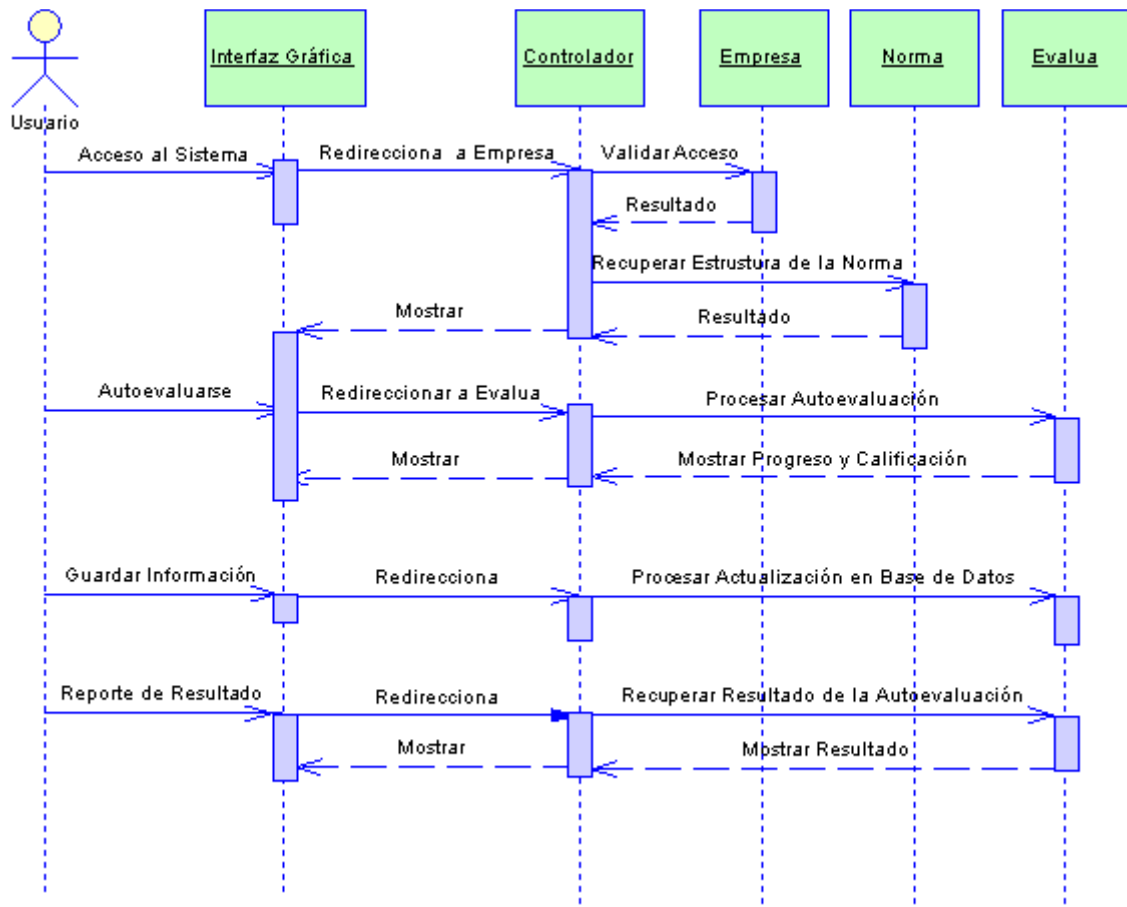 Interfaz Gráfica
Controlador
Empresa
Norma
Evalua
Usuario
Acceso al Sistema
Redirecciona a Empresa
Validar Acceso
Resultado
Recuperar Estrustura de la Norma
Mostrar
Resultado
Autoevaluarse
Redireccionar a Evalua
Procesar Autoevaluación
Mostrar
Mostrar Progreso y Calificación
Guardar Información
Redirecciona
Procesar Actualización en Base de Datos
Reporte de Resultado
Redirecciona
Recuperar Resultado de la Autoevaluación
Mostrar
Mostrar Resultado